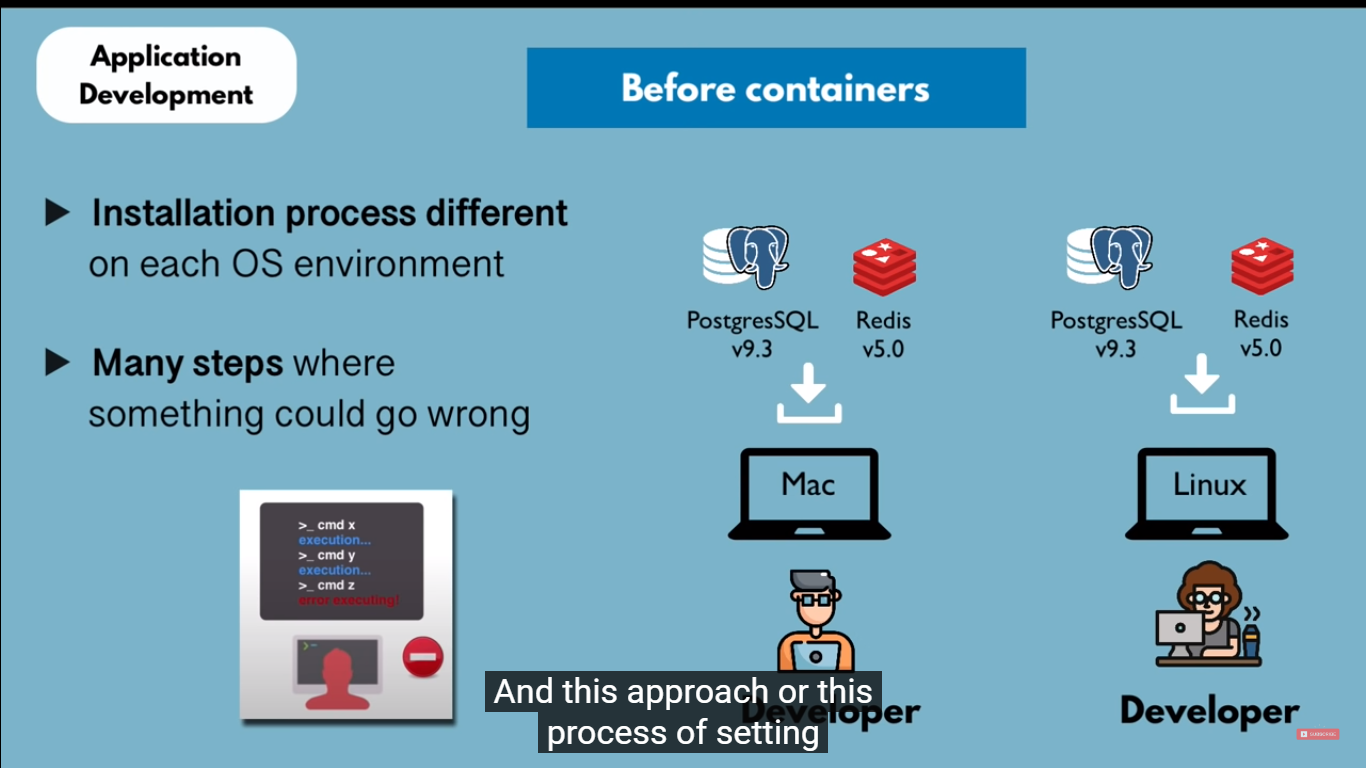 Application
Development
Before containers
▶ Installation process different
on each OS environment
▶ Many steps where
something could go wrong
PostgresSQL
v9.3
Redis
v5.0
PostgresSQL
v9.3
Redis
v5.0
Mac
Linux
>_ cmd x
execution...
>_ cmd y
execution...
>_ cmd z
error executing!
Developer
Developer
And this approach or this
process of setting
SUBSCRIBE